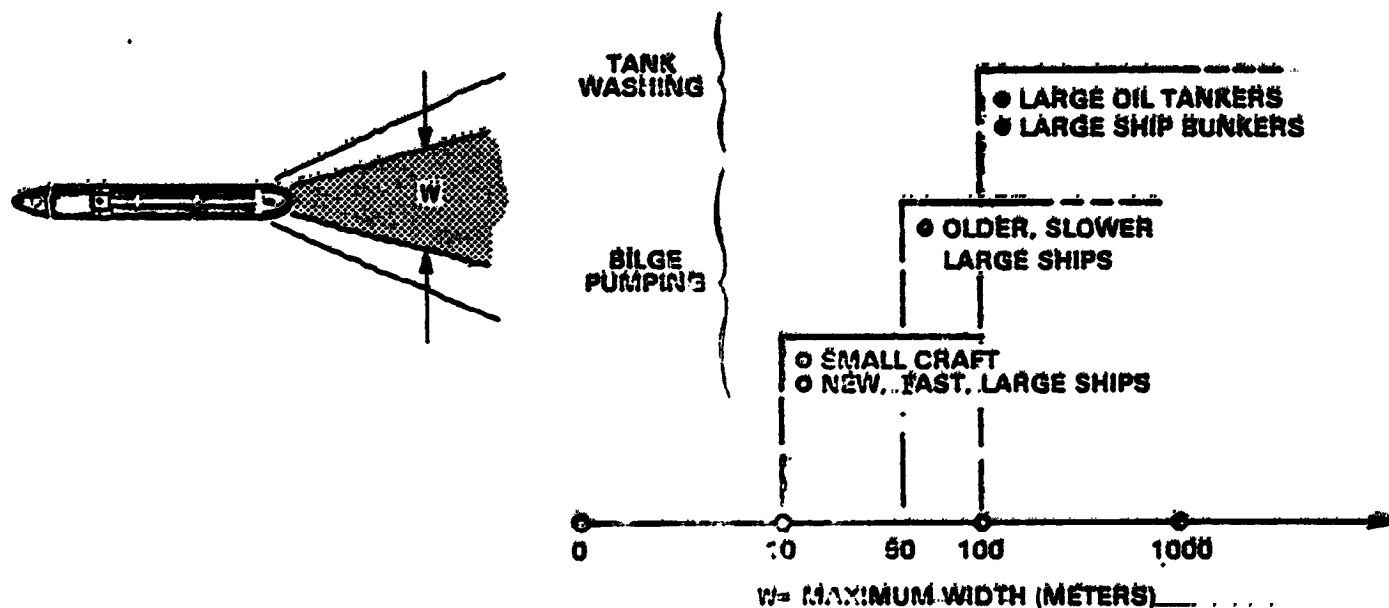 TANK
WASHING
● LARGE OIL TANKERS
● LARGE SHIP BUNKERS
W
● OLDER, SLOWER
LARGE SHIPS
BILGE
PUMPING
○ SMALL CRAFT
○ NEW, FAST, LARGE SHIPS
0 10 50 100 1000
W= MAXIMUM WIDTH (METERS)